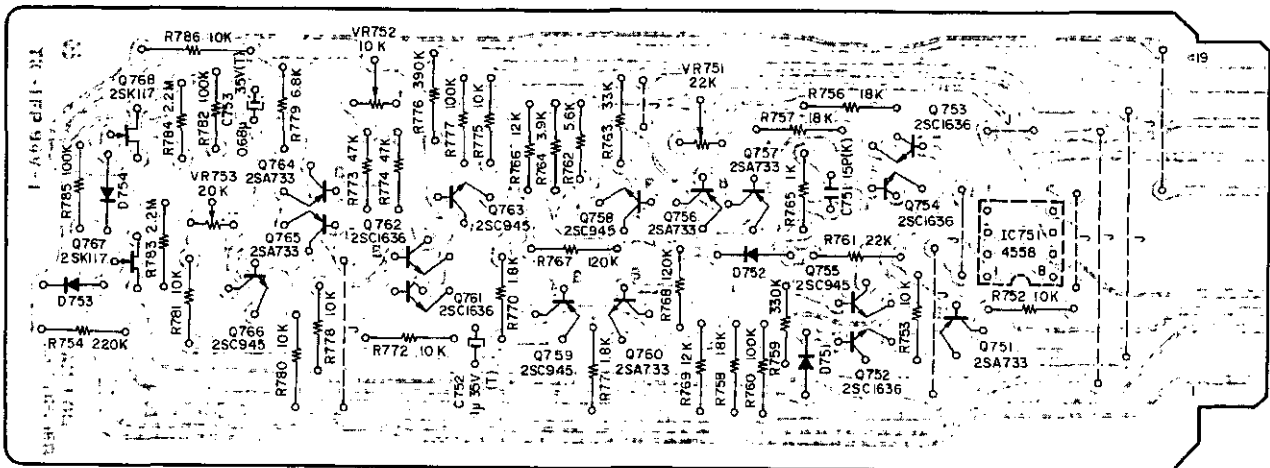 R786 10K
VR752
10 K
Q768
2SK117
R784 2.2M
R782 100K
C753
0.68μ 35V(T)
R779 6.8K
R776 390K
R777 100K
R775 10K
R766 12K
R764 3.9K
R762 5.6K
R763 33K
VR751
22K
R756 18K
R757 18K
Q753
2SC1636
19
R785 100K
D754
VR753
20K
Q764
2SA733
R773 47K
R774 47K
Q763
2SC945
Q758
2SC945
Q756
2SA733
Q757
2SA733
R765 1K
C751 15P(K)
Q754
2SC1636
Q767
2SK117
R783 2.2M
Q765
2SA733
Q762
2SC1636
R767 120K
R768 120K
D752
R761 22K
IC751
4558
1 8
D753
R781 10K
Q766
2SC945
Q761
2SC1636
R770 1.8K
Q755
2SC945
R752 10K
R754 220K
R780 10K
R778 10K
R772 10K
C752
1μ 35V
(T)
Q759
2SC945
R771 1.8K
Q760
2SA733
R769 12K
R758 18K
R760 100K
R759 330K
D751
Q752
2SC1636
R753 10K
Q751
2SA733